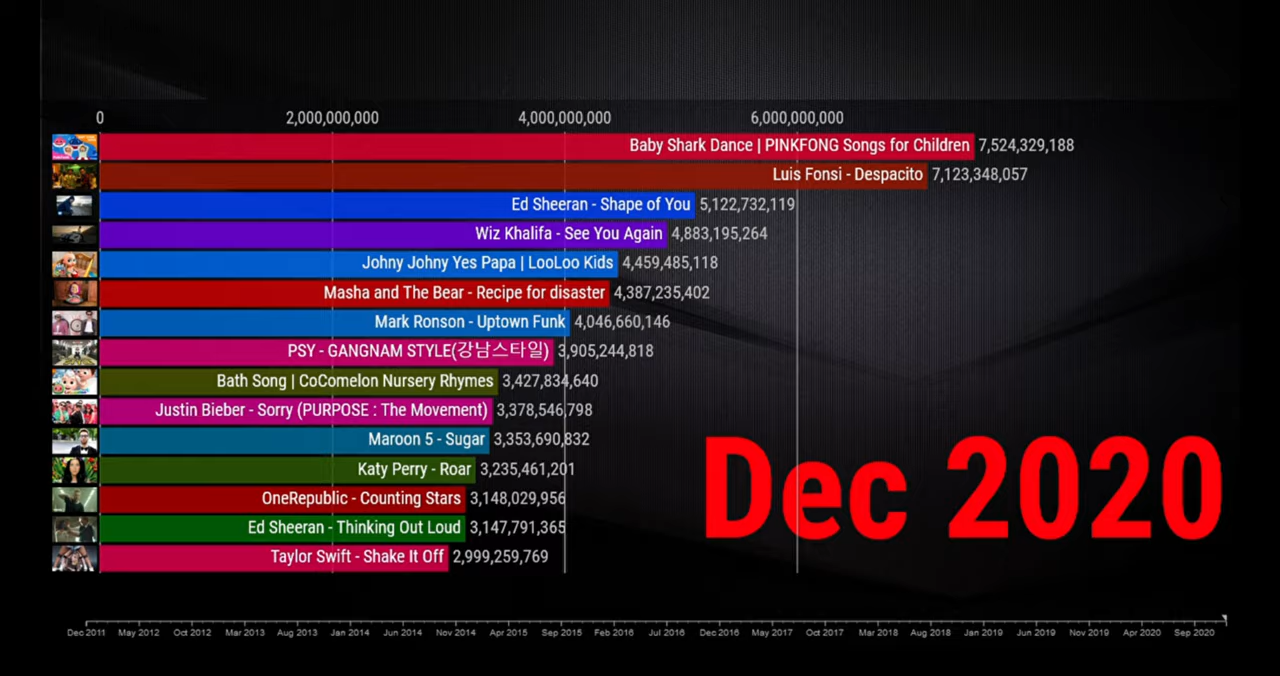 0 2,000,000,000 4,000,000,000 6,000,000,000
Baby Shark Dance | PINKFONG Songs for Children 7,524,329,188
Luis Fonsi - Despacito 7,123,348,057
Ed Sheeran - Shape of You 5,122,732,119
Wiz Khalifa - See You Again 4,883,195,264
Johny Johny Yes Papa | LooLoo Kids 4,459,485,118
Masha and The Bear - Recipe for disaster 4,387,235,402
Mark Ronson - Uptown Funk 4,046,660,146
PSY - GANGNAM STYLE(강남스타일) 3,905,244,818
Bath Song | CoComelon Nursery Rhymes 3,427,834,640
Justin Bieber - Sorry (PURPOSE : The Movement) 3,378,546,798
Maroon 5 - Sugar 3,353,690,832
Katy Perry - Roar 3,235,461,201
OneRepublic - Counting Stars 3,148,029,956
Ed Sheeran - Thinking Out Loud 3,147,791,365
Taylor Swift - Shake It Off 2,999,259,769
Dec 2020
Dec 2011 May 2012 Oct 2012 Mar 2013 Aug 2013 Jan 2014 Jun 2014 Nov 2014 Apr 2015 Sep 2015 Feb 2016 Jul 2016 Dec 2016 May 2017 Oct 2017 Mar 2018 Aug 2018 Jan 2019 Jun 2019 Nov 2019 Apr 2020 Sep 2020